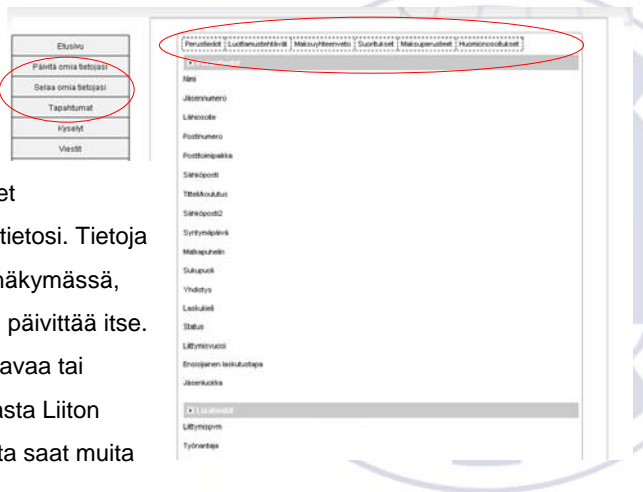 Etusivu
Päivitä omia tietojasi
Selaa omia tietojasi
Tapahtumat
Kyselyt
Viestit
et
tietosi. Tietoja
näkymässä,
päivittää itse.
avaa tai
asta Liiton
ta saat muita
Perustiedot Luottamustehtävät Maksuyhteenveto Suoritukset Maksuperusteet Huomionosoitukset
Perustiedot
Nimi
Jäsennumero
Lähiosoite
Postinumero
Postitoimipaikka
Sähköposti
Titteli/koulutus
Sähköposti2
Syntymäpäivä
Matkapuhelin
Sukupuoli
Yhdistys
Laskukieli
Status
Liittymisvuosi
Ensisijainen laskutustapa
Jäsenluokka
Lisätiedot
Liittymispvm
Työnantaja